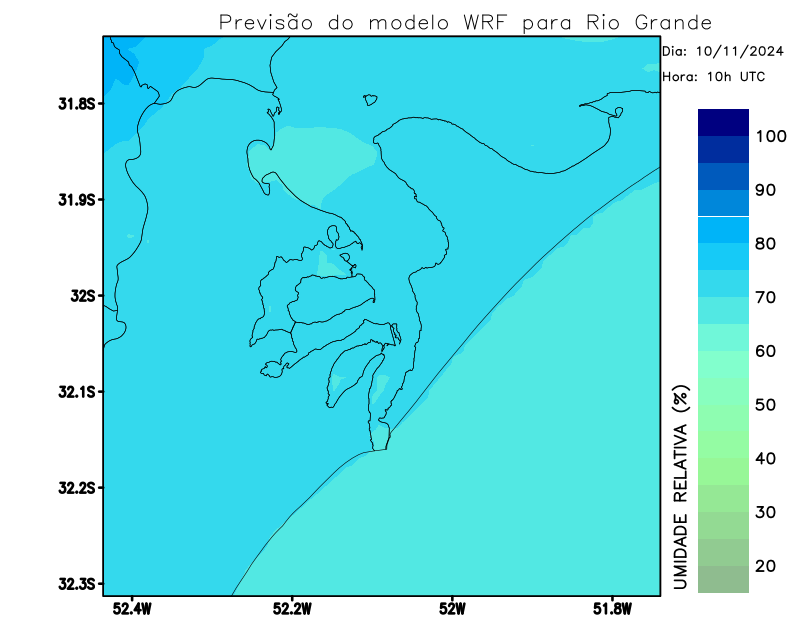 Previsão do modelo WRF para Rio Grande
Dia: 10/11/2024
Hora: 10h UTC
31.8S
31.9S
32S
32.1S
32.2S
32.3S
52.4W 52.2W 52W 51.8W
100
90
80
70
60
50
40
30
20
UMIDADE RELATIVA (%)